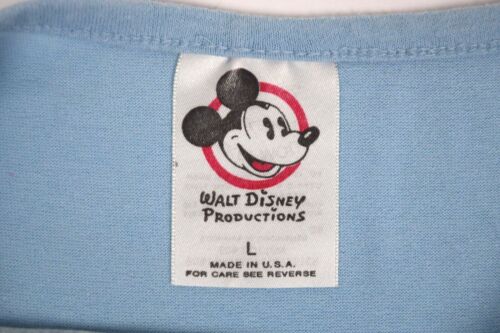 WALT DISNEY
PRODUCTIONS
L
MADE IN U.S.A.
FOR CARE SEE REVERSE